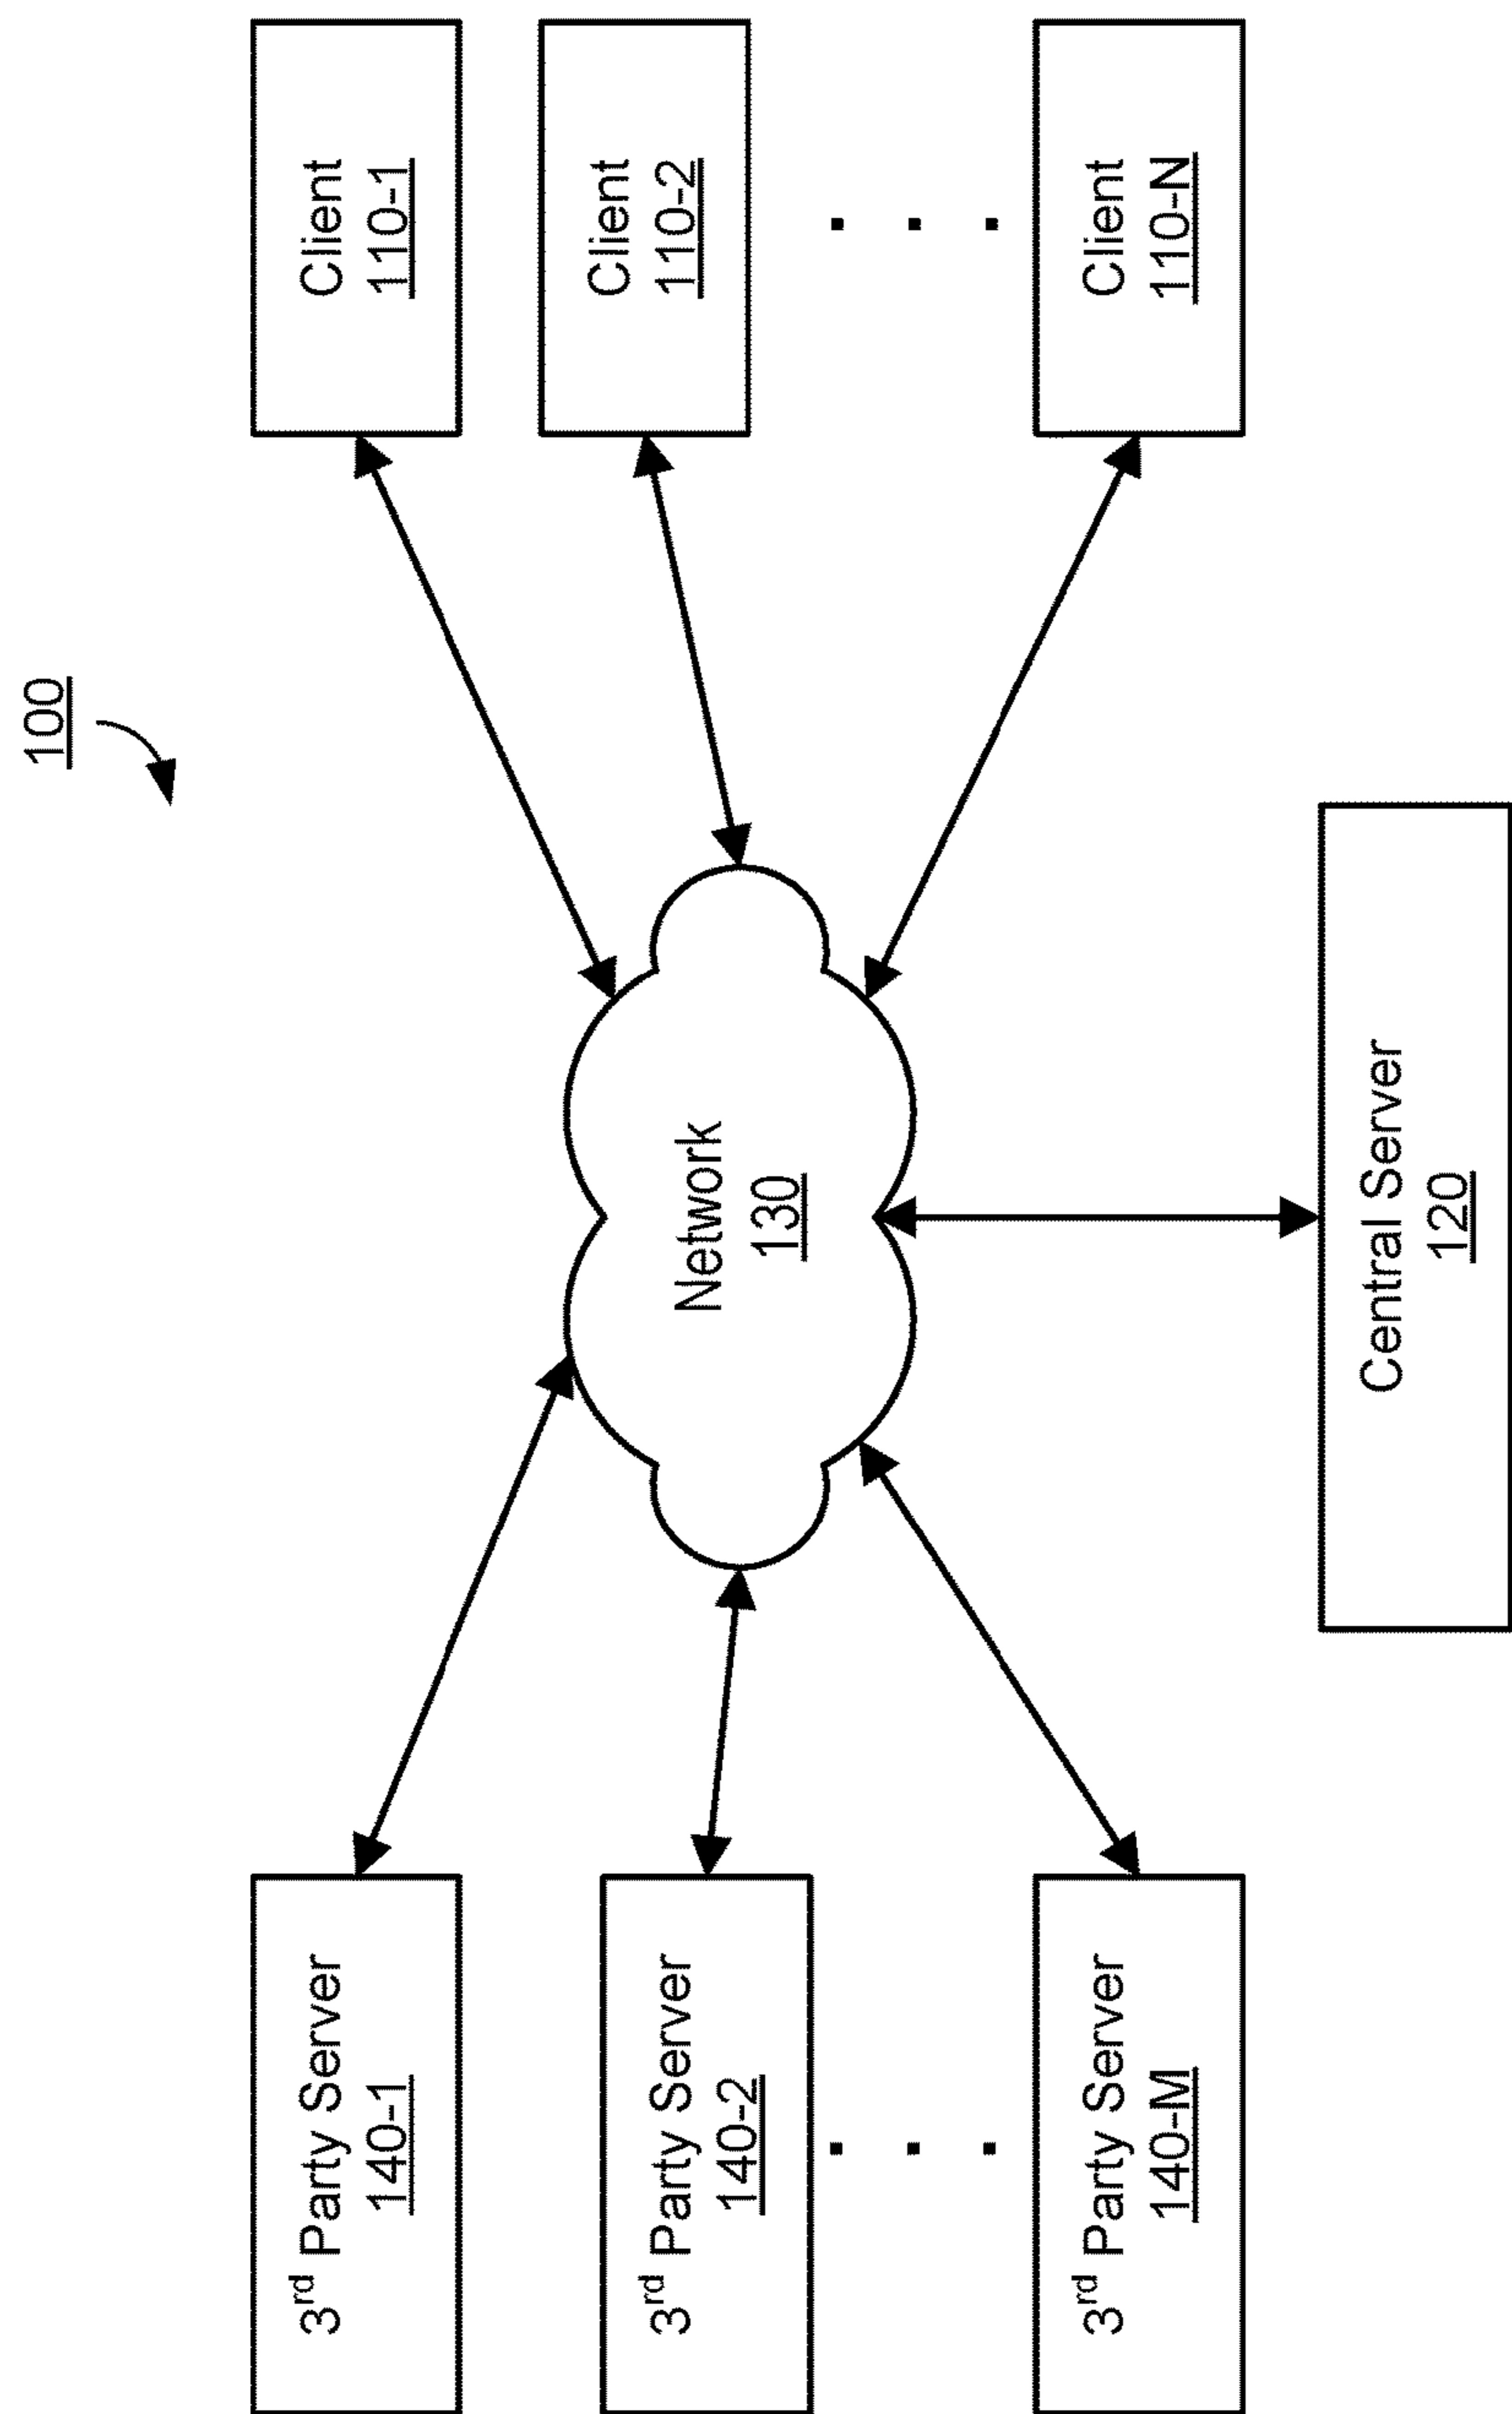 100
3rd Party Server
140-1
3rd Party Server
140-2
3rd Party Server
140-M
Network
130
Client
110-1
Client
110-2
Client
110-N
Central Server
120